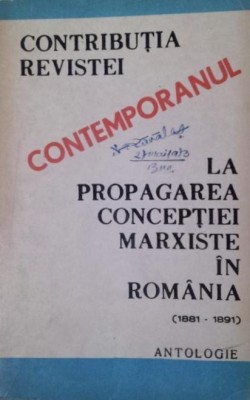 CONTRIBUȚIA
REVISTEI
CONTEMPORANUL
LA
PROPAGAREA
CONCEPȚIEI
MARXISTE
ÎN
ROMÂNIA
(1881 - 1891)
ANTOLOGIE